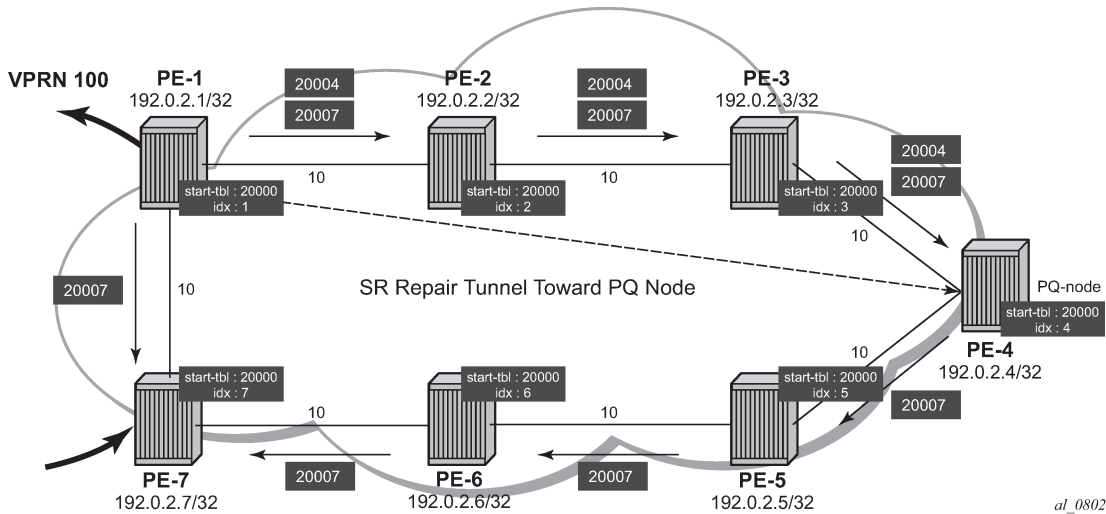 VPRN 100
PE-1
192.0.2.1/32
20004
20007
PE-2
192.0.2.2/32
20004
20007
PE-3
192.0.2.3/32
20004
20007
start-tbl : 20000
idx : 1
10
start-tbl : 20000
idx : 2
10
start-tbl : 20000
idx : 3
10
20007
10
SR Repair Tunnel Toward PQ Node
PQ-node
start-tbl : 20000
idx : 4
PE-4
192.0.2.4/32
start-tbl : 20000
idx : 7
10
start-tbl : 20000
idx : 6
10
start-tbl : 20000
idx : 5
10
20007
20007
20007
PE-7
192.0.2.7/32
PE-6
192.0.2.6/32
PE-5
192.0.2.5/32
al_0802